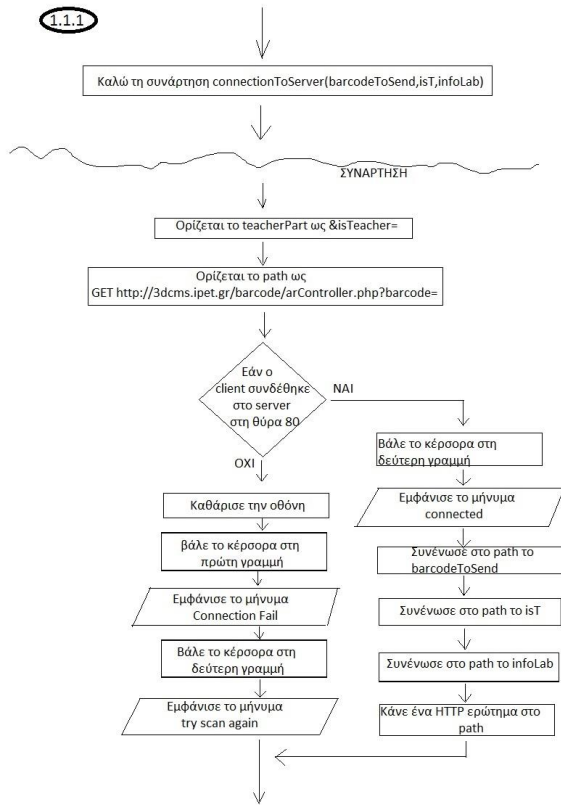 1.1.1
Καλώ τη συνάρτηση connectionToServer(barcodeToSend,isT,infoLab)
ΣΥΝΑΡΤΗΣΗ
Ορίζεται το teacherPart ως &isTeacher=
Ορίζεται το path ως
GET http://3dcms.ipet.gr/barcode/arController.php?barcode=
Εάν ο
client συνδέθηκε
στο server
στη θύρα 80
ΝΑΙ
ΟΧΙ
Καθάρισε την οθόνη
βάλε το κέρσορα στη
πρώτη γραμμή
Εμφάνισε το μήνυμα
Connection Fail
Βάλε το κέρσορα στη
δεύτερη γραμμή
Εμφάνισε το μήνυμα
try scan again
Βάλε το κέρσορα στη
δεύτερη γραμμή
Εμφάνισε το μήνυμα
connected
Συνένωσε στο path το
barcodeToSend
Συνένωσε στο path το isT
Συνένωσε στο path το infoLab
Κάνε ένα HTTP ερώτημα στο
path